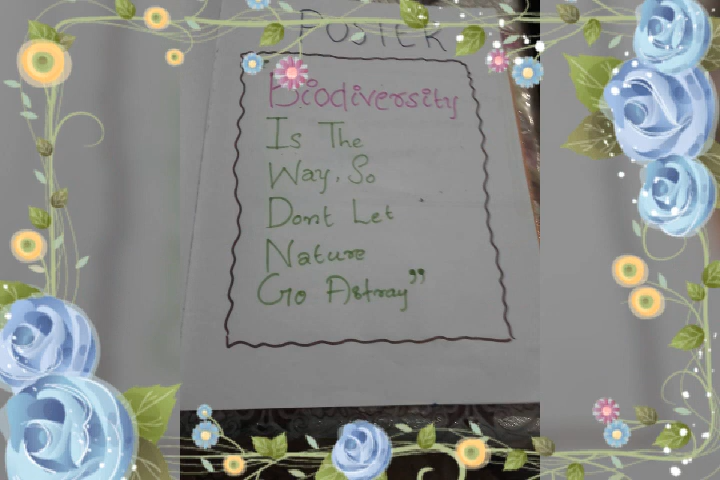 POSTER
Biodiversity
Is The
Way, So
Dont Let
Nature
Go Astray”